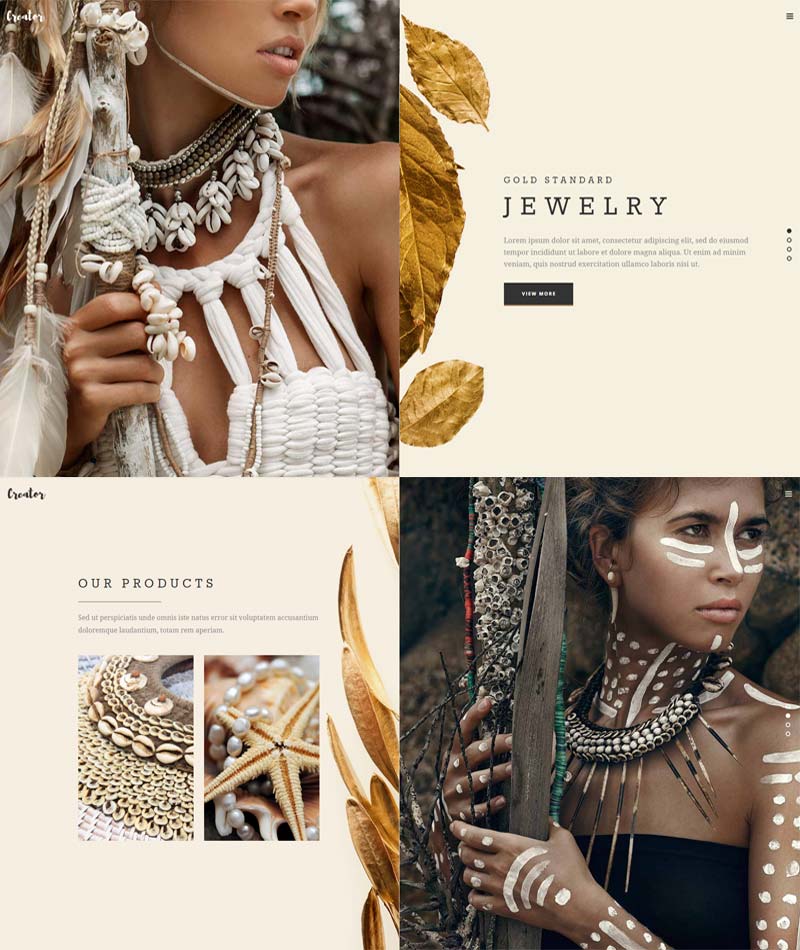 Creator
GOLD STANDARD
JEWELRY
Lorem ipsum dolor sit amet, consectetur adipiscing elit, sed do eiusmod
tempor incididunt ut labore et dolore magna aliqua. Ut enim ad minim
veniam, quis nostrud exercitation ullamco laboris nisi ut.
VIEW MORE
Creator
OUR PRODUCTS
Sed ut perspiciatis unde omnis iste natus error sit voluptatem accusantium
doloremque laudantium, totam rem aperiam.